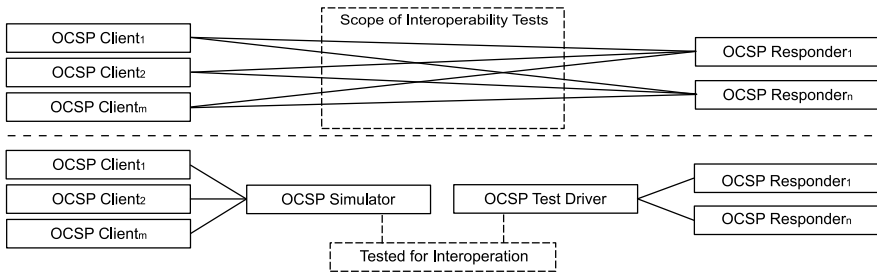 Scope of Interoperability Tests
OCSP Client1
OCSP Client2
OCSP Clientm
OCSP Responder1
OCSP Respondern
OCSP Client1
OCSP Client2
OCSP Clientm
OCSP Simulator
OCSP Test Driver
OCSP Responder1
OCSP Respondern
Tested for Interoperation